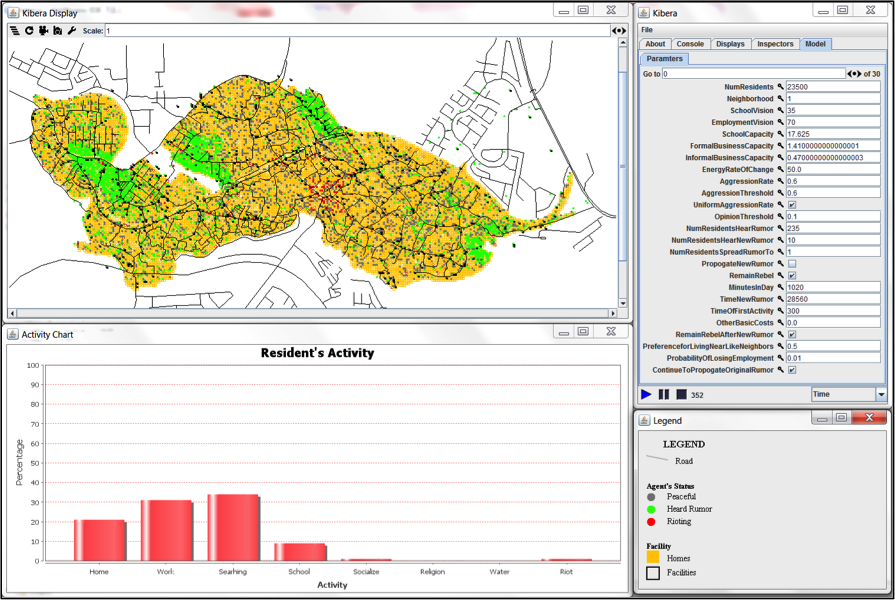 Kibera Display
Scale: 1
Kibera
File
About Console Displays Inspectors Model
Paramters
Go to 0 of 30
NumResidents 23500
Neighborhood 1
SchoolVision 35
EmploymentVision 70
SchoolCapacity 17.625
FormalBusinessCapacity 1.4100000000000001
InformalBusinessCapacity 0.47000000000000003
EnergyRateOfChange 50.0
AggressionRate 0.6
AggressionThreshold 0.6
UniformAggressionRate
OpinionThreshold 0.1
NumResidentsHearRumor 235
NumResidentsHearNewRumor 10
NumResidentsSpreadRumorTo 1
PropogateNewRumor
RemainRebel
MinutesInDay 1020
TimeNewRumor 28560
TimeOfFirstActivity 300
OtherBasicCosts 0.0
RemainRebelAfterNewRumor
PreferenceforLivingNearLikeNeighbors 0.5
ProbabilityOfLosingEmployment 0.01
ContinueToPropogateOriginalRumor
352 Time
Activity Chart
Resident's Activity
Percentage
100
90
80
70
60
50
40
30
20
10
0
Home Work: Searhing School Socialize Religion Water Riot
Activity
Legend
LEGEND
Road
Agent's Status
Peaceful
Heard Rumor
Rioting
Facility
Homes
Facilities